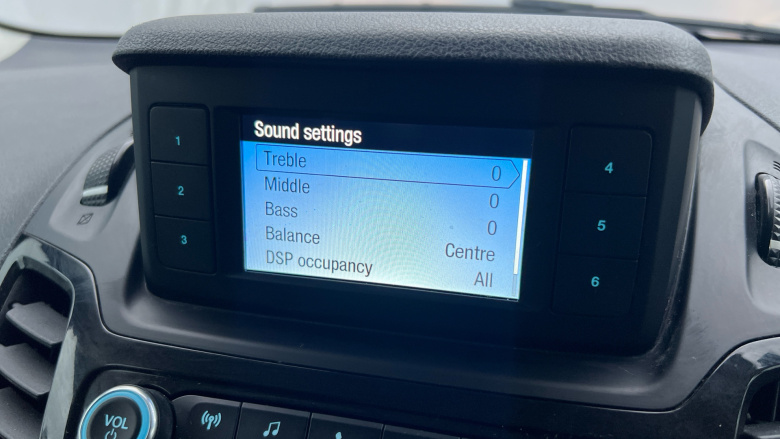 Sound settings
Treble 0
Middle 0
Bass 0
Balance Centre
DSP occupancy All
1
2
3
4
5
6
VOL